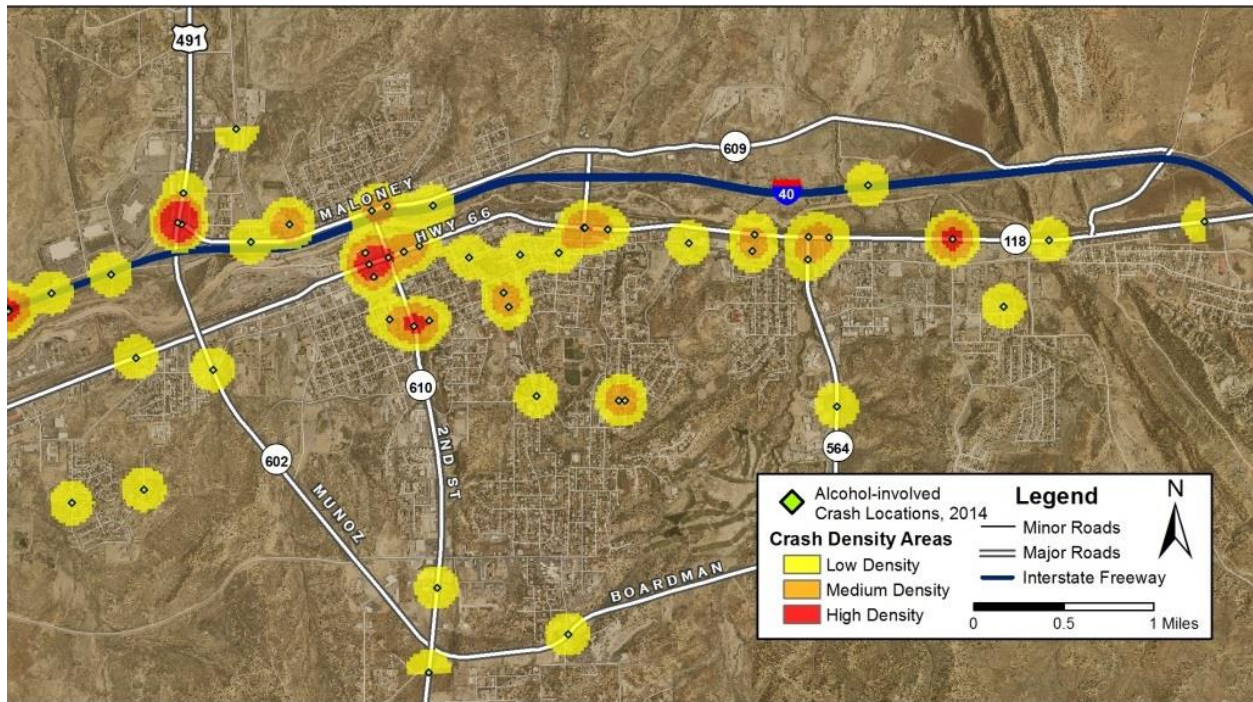 491
609
40
MALONEY
HWY 66
118
610
2ND ST
602
MUNOZ
564
BOARDMAN
Alcohol-involved
Crash Locations, 2014
Crash Density Areas
Low Density
Medium Density
High Density
Legend
Minor Roads
Major Roads
Interstate Freeway
N
0 0.5 1 Miles